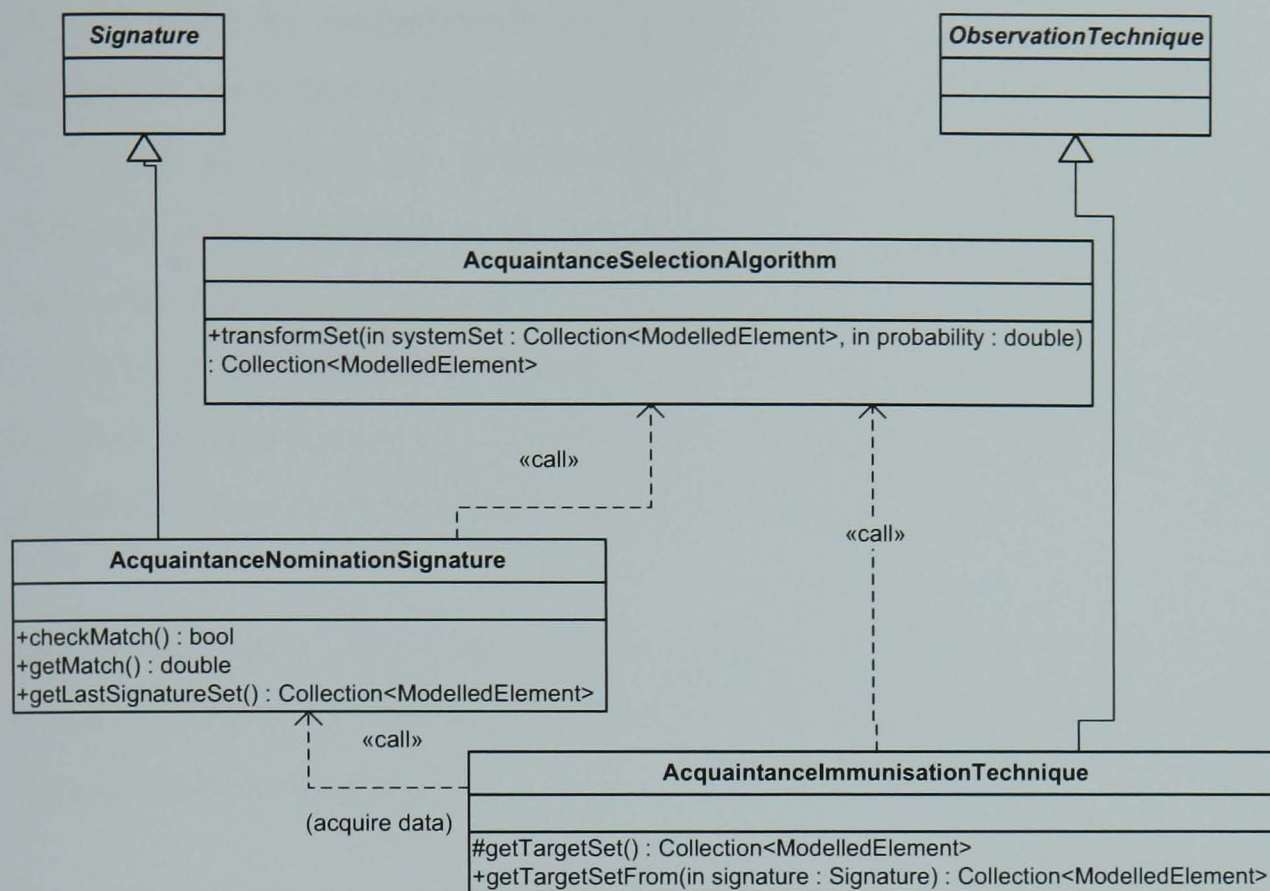 Signature
ObservationTechnique
AcquaintanceSelectionAlgorithm
+transformSet(in systemSet : Collection<ModelledElement>, in probability : double)
: Collection<ModelledElement>
«call»
«call»
AcquaintanceNominationSignature
+checkMatch() : bool
+getMatch() : double
+getLastSignatureSet() : Collection<ModelledElement>
«call»
(acquire data)
AcquaintanceImmunisationTechnique
#getTargetSet() : Collection<ModelledElement>
+getTargetSetFrom(in signature : Signature) : Collection<ModelledElement>